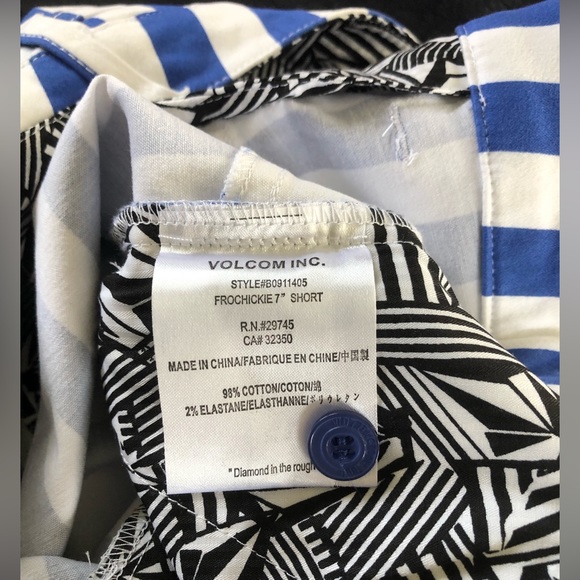 VOLCOM INC.
STYLE#B0911405
FROCHICKIE 7" SHORT
R.N.#29745
CA# 32350
MADE IN CHINA/FABRIQUE EN CHINE/中国製
98% COTTON/COTON/綿
2% ELASTANE/ELASTHANNE/ポリウレタン
"Diamond in the rough